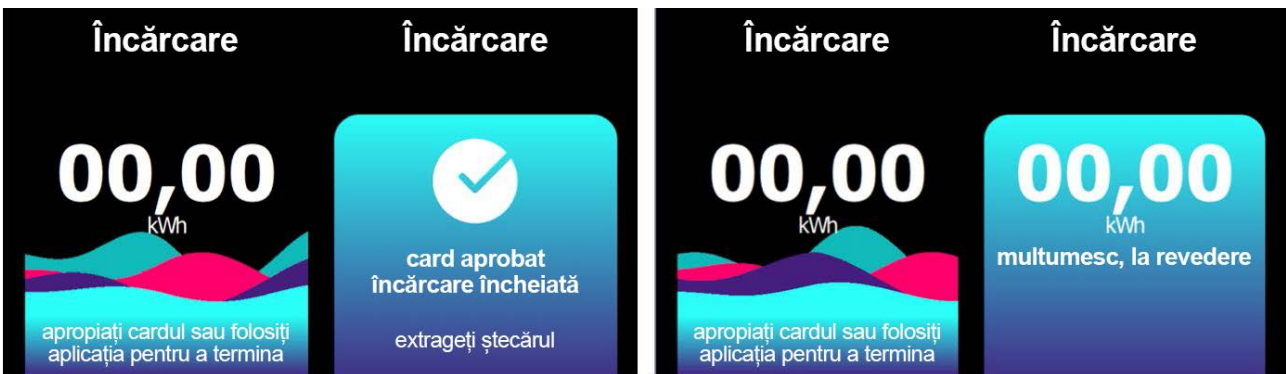 Încărcare
00,00
kWh
apropiați cardul sau folosiți
aplicația pentru a termina
Încărcare
card aprobat
încărcare încheiată
extrageți ștecărul
Încărcare
00,00
kWh
apropiați cardul sau folosiți
aplicația pentru a termina
Încărcare
00,00
kWh
multumesc, la revedere